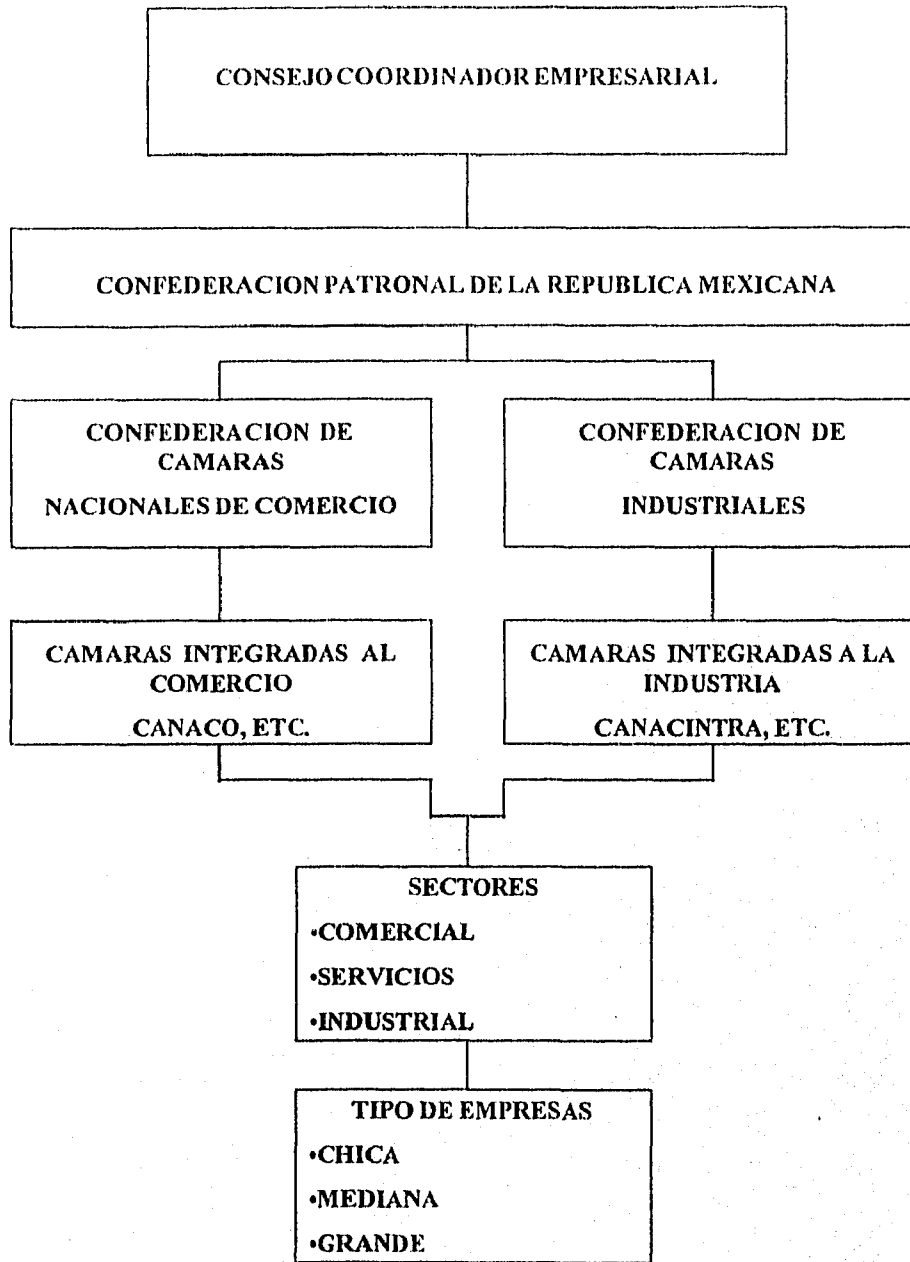 CONSEJO COORDINADOR EMPRESARIAL
CONFEDERACION PATRONAL DE LA REPUBLICA MEXICANA
CONFEDERACION DE
CAMARAS
NACIONALES DE COMERCIO
CONFEDERACION DE
CAMARAS
INDUSTRIALES
CAMARAS INTEGRADAS AL
COMERCIO
CANACO, ETC.
CAMARAS INTEGRADAS A LA
INDUSTRIA
CANACINTRA, ETC.
SECTORES
•COMERCIAL
•SERVICIOS
•INDUSTRIAL
TIPO DE EMPRESAS
•CHICA
•MEDIANA
•GRANDE